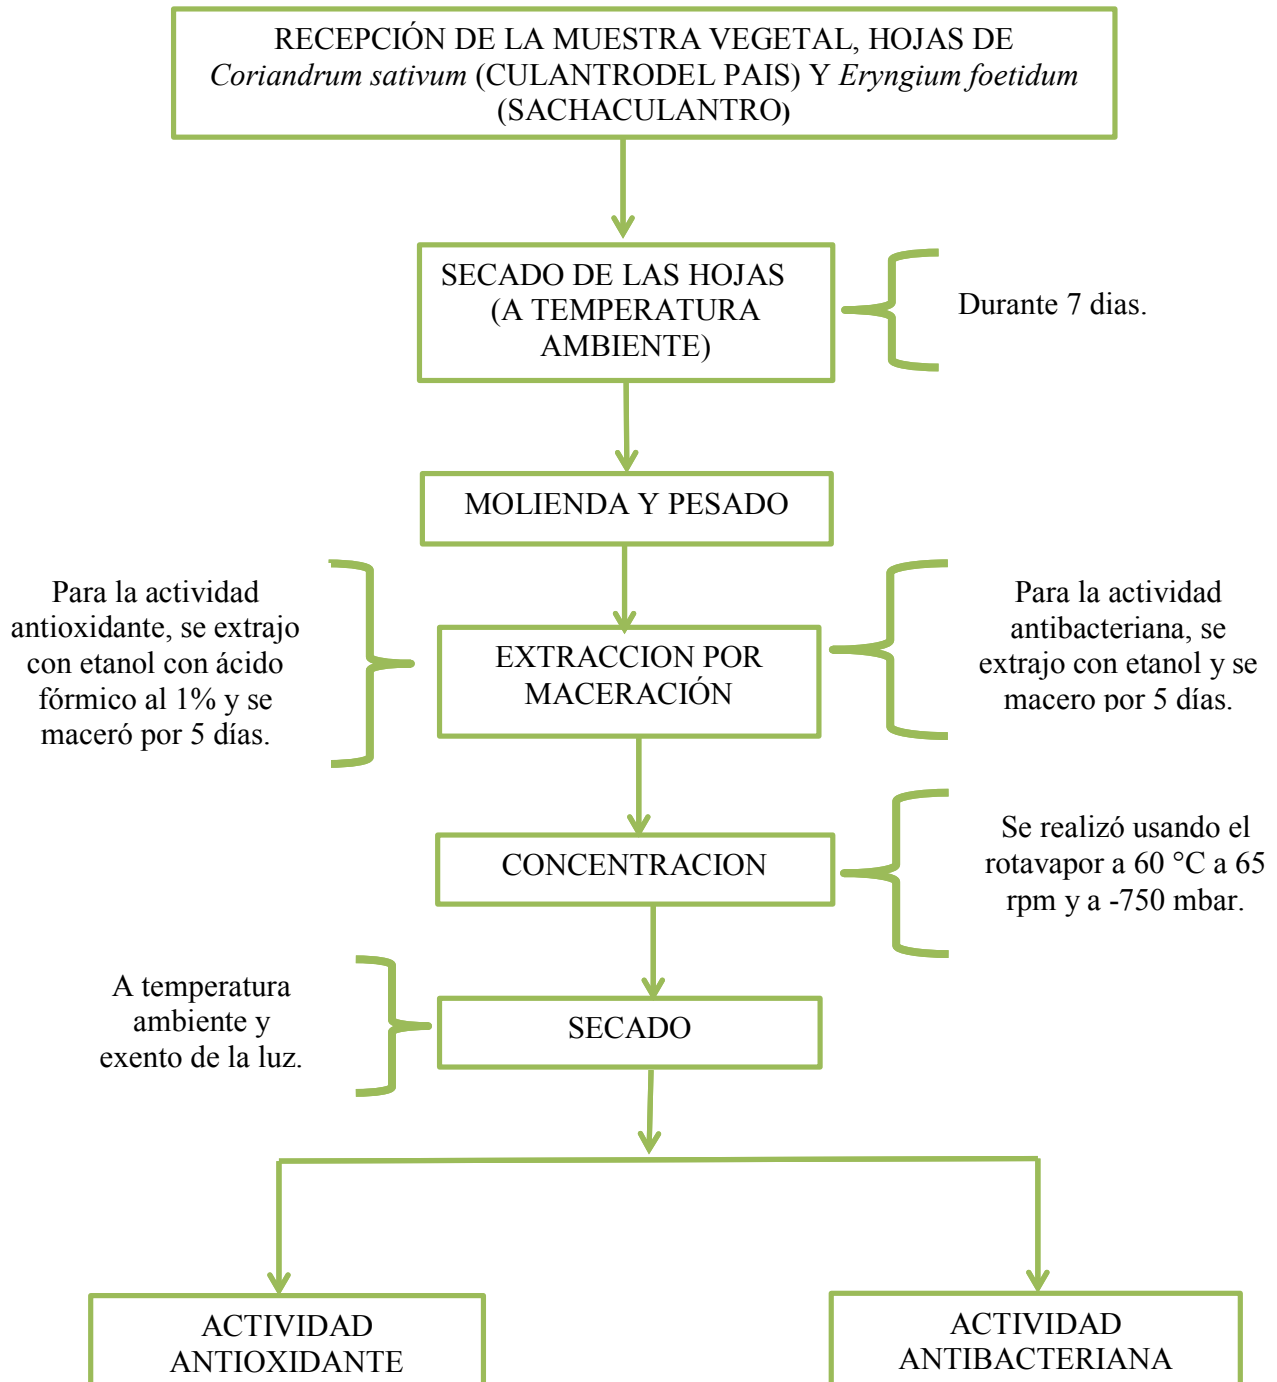 RECEPCIÓN DE LA MUESTRA VEGETAL, HOJAS DE
Coriandrum sativum (CULANTRODEL PAIS) Y Eryngium foetidum
(SACHACULANTRO)
SECADO DE LAS HOJAS
(A TEMPERATURA
AMBIENTE)
Durante 7 dias.
MOLIENDA Y PESADO
Para la actividad
antioxidante, se extrajo
con etanol con ácido
fórmico al 1% y se
maceró por 5 días.
EXTRACCION POR
MACERACIÓN
Para la actividad
antibacteriana, se
extrajo con etanol y se
macero por 5 días.
CONCENTRACION
Se realizó usando el
rotavapor a 60 °C a 65
rpm y a -750 mbar.
A temperatura
ambiente y
exento de la luz.
SECADO
ACTIVIDAD
ANTIOXIDANTE
ACTIVIDAD
ANTIBACTERIANA